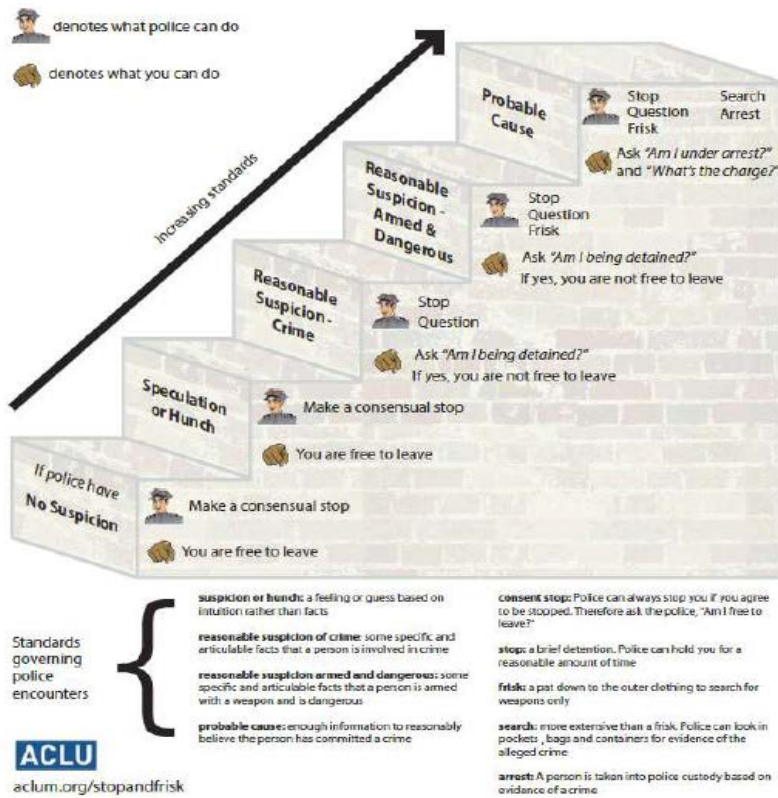 denotes what police can do
denotes what you can do
increasing standards
Probable
Cause
Stop
Question
Frisk
Search
Arrest
Ask "Am I under arrest?"
and "What's the charge?"
Reasonable
Suspicion -
Armed &
Dangerous
Stop
Question
Frisk
Ask "Am I being detained?"
If yes, you are not free to leave
Reasonable
Suspicion -
Crime
Stop
Question
Ask "Am I being detained?"
If yes, you are not free to leave
Speculation
or Hunch
Make a consensual stop
You are free to leave
If police have
No Suspicion
Make a consensual stop
You are free to leave
Standards
governing
police
encounters
suspicion or hunch: a feeling or guess based on
intuition rather than facts
reasonable suspicion of crime: some specific and
articulable facts that a person is involved in crime
reasonable suspicion armed and dangerous: some
specific and articulable facts that a person is armed
with a weapon and is dangerous
probable cause: enough information to reasonably
believe the person has committed a crime
consent stop: Police can always stop you if you agree
to be stopped. Therefore ask the police, "Am I free to
leave?"
stop: a brief detention. Police can hold you for a
reasonable amount of time
frisk: a pat down to the outer clothing to search for
weapons only
search: more extensive than a frisk. Police can look in
pockets, bags and containers for evidence of the
alleged crime
arrest: A person is taken into police custody based on
evidence of a crime
ACLU
aclum.org/stopandfrisk